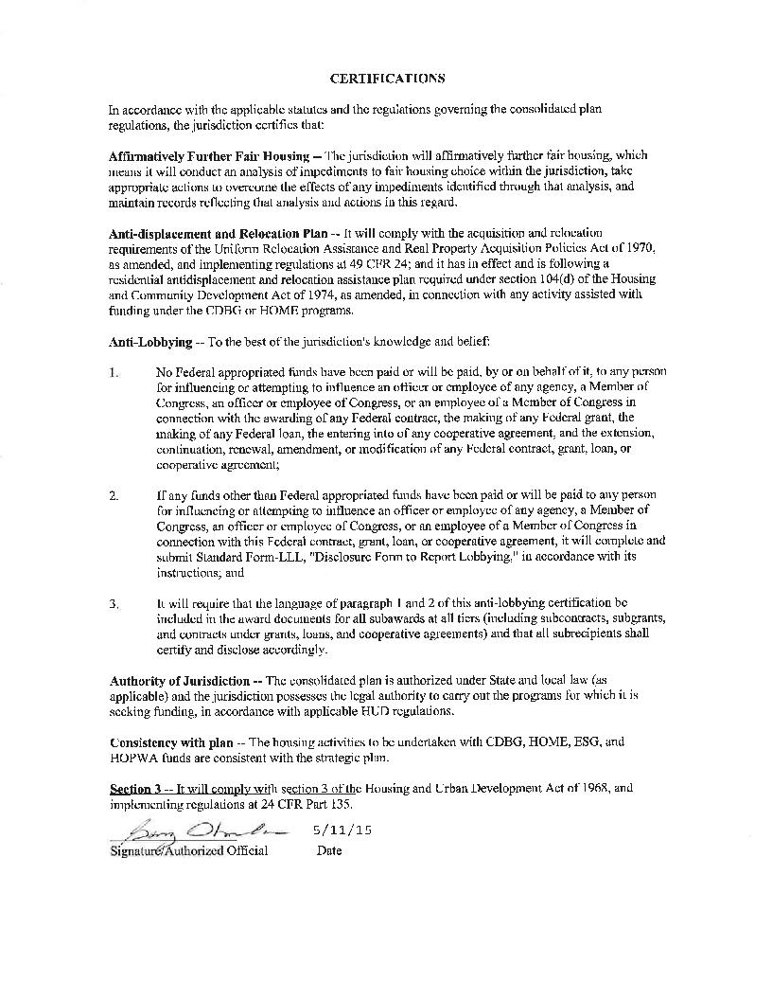 CERTIFICATIONS
In accordance with the applicable statutes and the regulations governing the consolidated plan
regulations, the jurisdiction certifies that:
Affirmatively Further Fair Housing -- The jurisdiction will affirmatively further fair housing, which
means it will conduct an analysis of impediments to fair housing choice within the jurisdiction, take
appropriate actions to overcome the effects of any impediments identified through that analysis, and
maintain records reflecting that analysis and actions in this regard.
Anti-displacement and Relocation Plan -- It will comply with the acquisition and relocation
requirements of the Uniform Relocation Assistance and Real Property Acquisition Policies Act of 1970,
as amended, and implementing regulations at 49 CFR 24; and it has in effect and is following a
residential antidisplacement and relocation assistance plan required under section 104(d) of the Housing
and Community Development Act of 1974, as amended, in connection with any activity assisted with
funding under the CDBG or HOME programs.
Anti-Lobbying -- To the best of the jurisdiction's knowledge and belief:
1. No Federal appropriated funds have been paid or will be paid, by or on behalf of it, to any person
for influencing or attempting to influence an officer or employee of any agency, a Member of
Congress, an officer or employee of Congress, or an employee of a Member of Congress in
connection with the awarding of any Federal contract, the making of any Federal grant, the
making of any Federal loan, the entering into of any cooperative agreement, and the extension,
continuation, renewal, amendment, or modification of any Federal contract, grant, loan, or
cooperative agreement;
2. If any funds other than Federal appropriated funds have been paid or will be paid to any person
for influencing or attempting to influence an officer or employee of any agency, a Member of
Congress, an officer or employee of Congress, or an employee of a Member of Congress in
connection with this Federal contract, grant, loan, or cooperative agreement, it will complete and
submit Standard Form-LLL, "Disclosure Form to Report Lobbying," in accordance with its
instructions; and
3. It will require that the language of paragraph 1 and 2 of this anti-lobbying certification be
included in the award documents for all subawards at all tiers (including subcontracts, subgrants,
and contracts under grants, loans, and cooperative agreements) and that all subrecipients shall
certify and disclose accordingly.
Authority of Jurisdiction -- The consolidated plan is authorized under State and local law (as
applicable) and the jurisdiction possesses the legal authority to carry out the programs for which it is
seeking funding, in accordance with applicable HUD regulations.
Consistency with plan -- The housing activities to be undertaken with CDBG, HOME, ESG, and
HOPWA funds are consistent with the strategic plan.
Section 3 -- It will comply with section 3 of the Housing and Urban Development Act of 1968, and
implementing regulations at 24 CFR Part 135.
5/11/15
Signature/Authorized Official Date